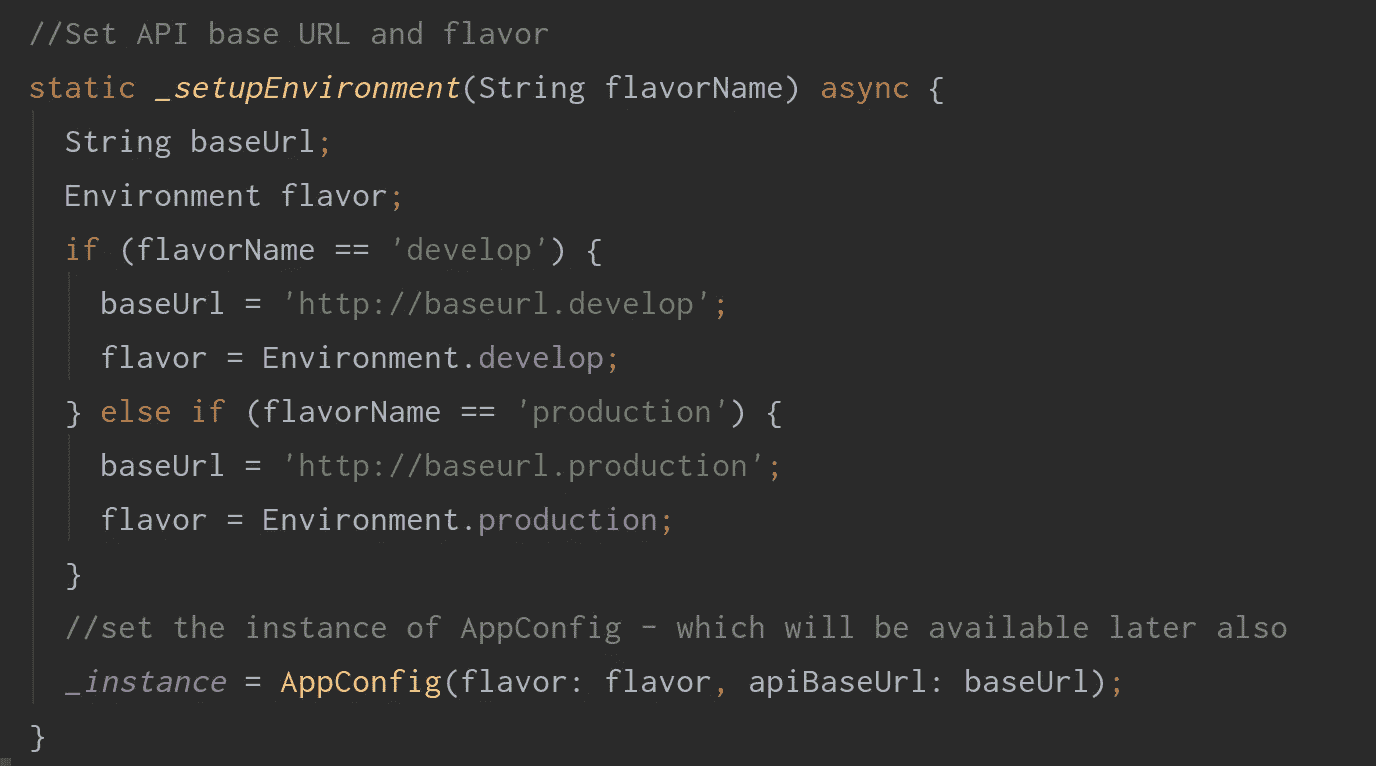 //Set API base URL and flavor
static _setupEnvironment(String flavorName) async {
String baseUrl;
Environment flavor;
if (flavorName == 'develop') {
baseUrl = 'http://baseurl.develop';
flavor = Environment.develop;
} else if (flavorName == 'production') {
baseUrl = 'http://baseurl.production';
flavor = Environment.production;
}
//set the instance of AppConfig - which will be available later also
_instance = AppConfig(flavor: flavor, apiBaseUrl: baseUrl);
}